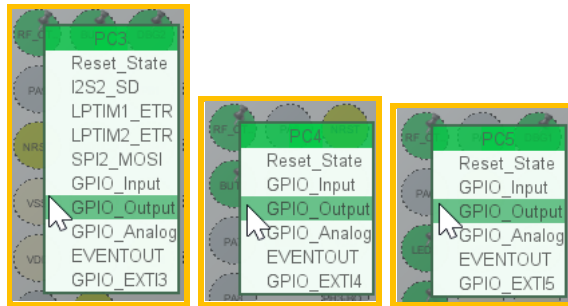 PC3
Reset_State
I2S2_SD
LPTIM1_ETR
LPTIM2_ETR
SPI2_MOSI
GPIO_Input
GPIO_Output
GPIO_Analog
EVENTOUT
GPIO_EXTI3
PC4
Reset_State
GPIO_Input
GPIO_Output
GPIO_Analog
EVENTOUT
GPIO_EXTI4
PC5
Reset_State
GPIO_Input
GPIO_Output
GPIO_Analog
EVENTOUT
GPIO_EXTI5